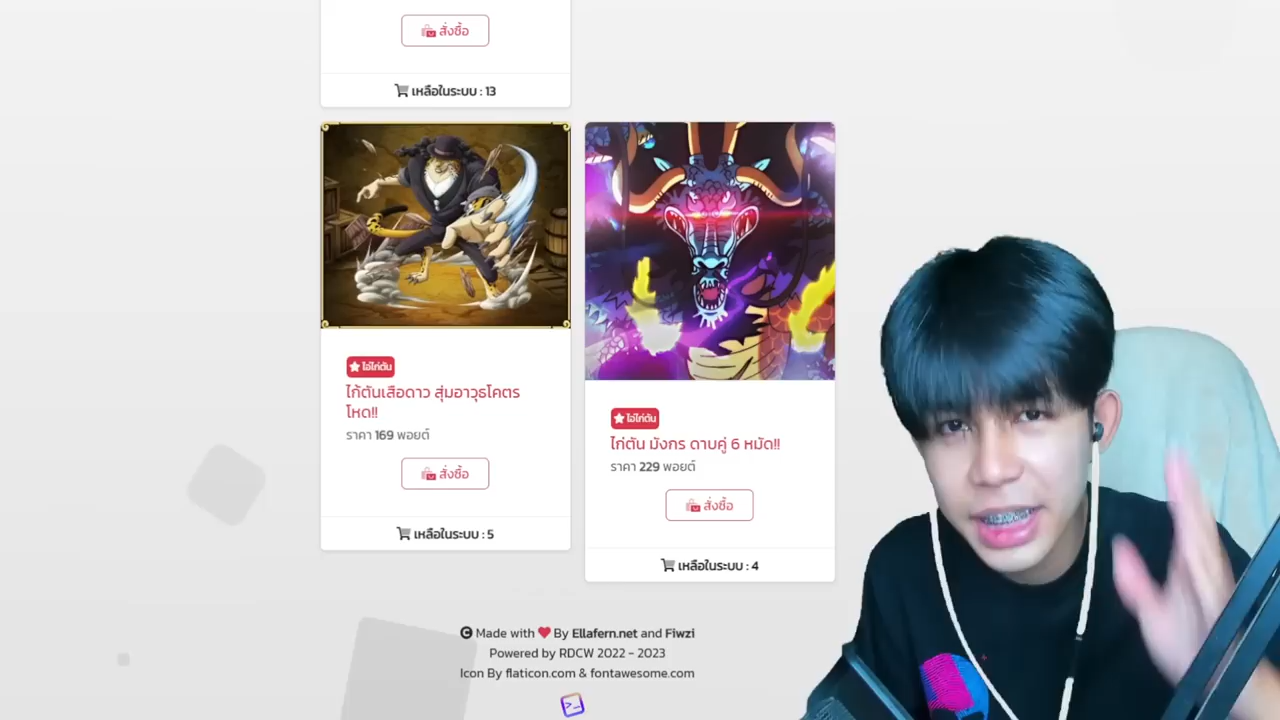 สั่งซื้อ
เหลือในระบบ : 13
ไอ่ไก่ตัน
ไก้ตันเสือดาว สุ่มอาวุธโคตร
โหด!!
ราคา 169 พอยต์
สั่งซื้อ
เหลือในระบบ : 5
ไอ่ไก่ตัน
ไก่ตัน มังกร ดาบคู่ 6 หมัด!!
ราคา 229 พอยต์
สั่งซื้อ
เหลือในระบบ : 4
Made with ❤ By Ellafern.net and Fiwzi
Powered by RDCW 2022 - 2023
Icon By flaticon.com & fontawesome.com